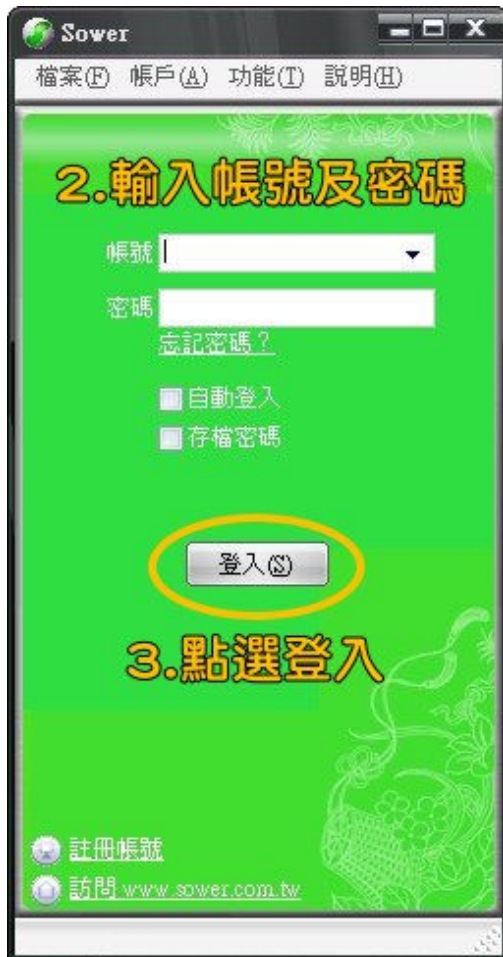 Sower
檔案(F) 帳戶(A) 功能(T) 說明(H)
2.輸入帳號及密碼
帳號
密碼
忘記密碼？
自動登入
存檔密碼
登入(S)
3.點選登入
註冊帳號
訪問 www.sower.com.tw